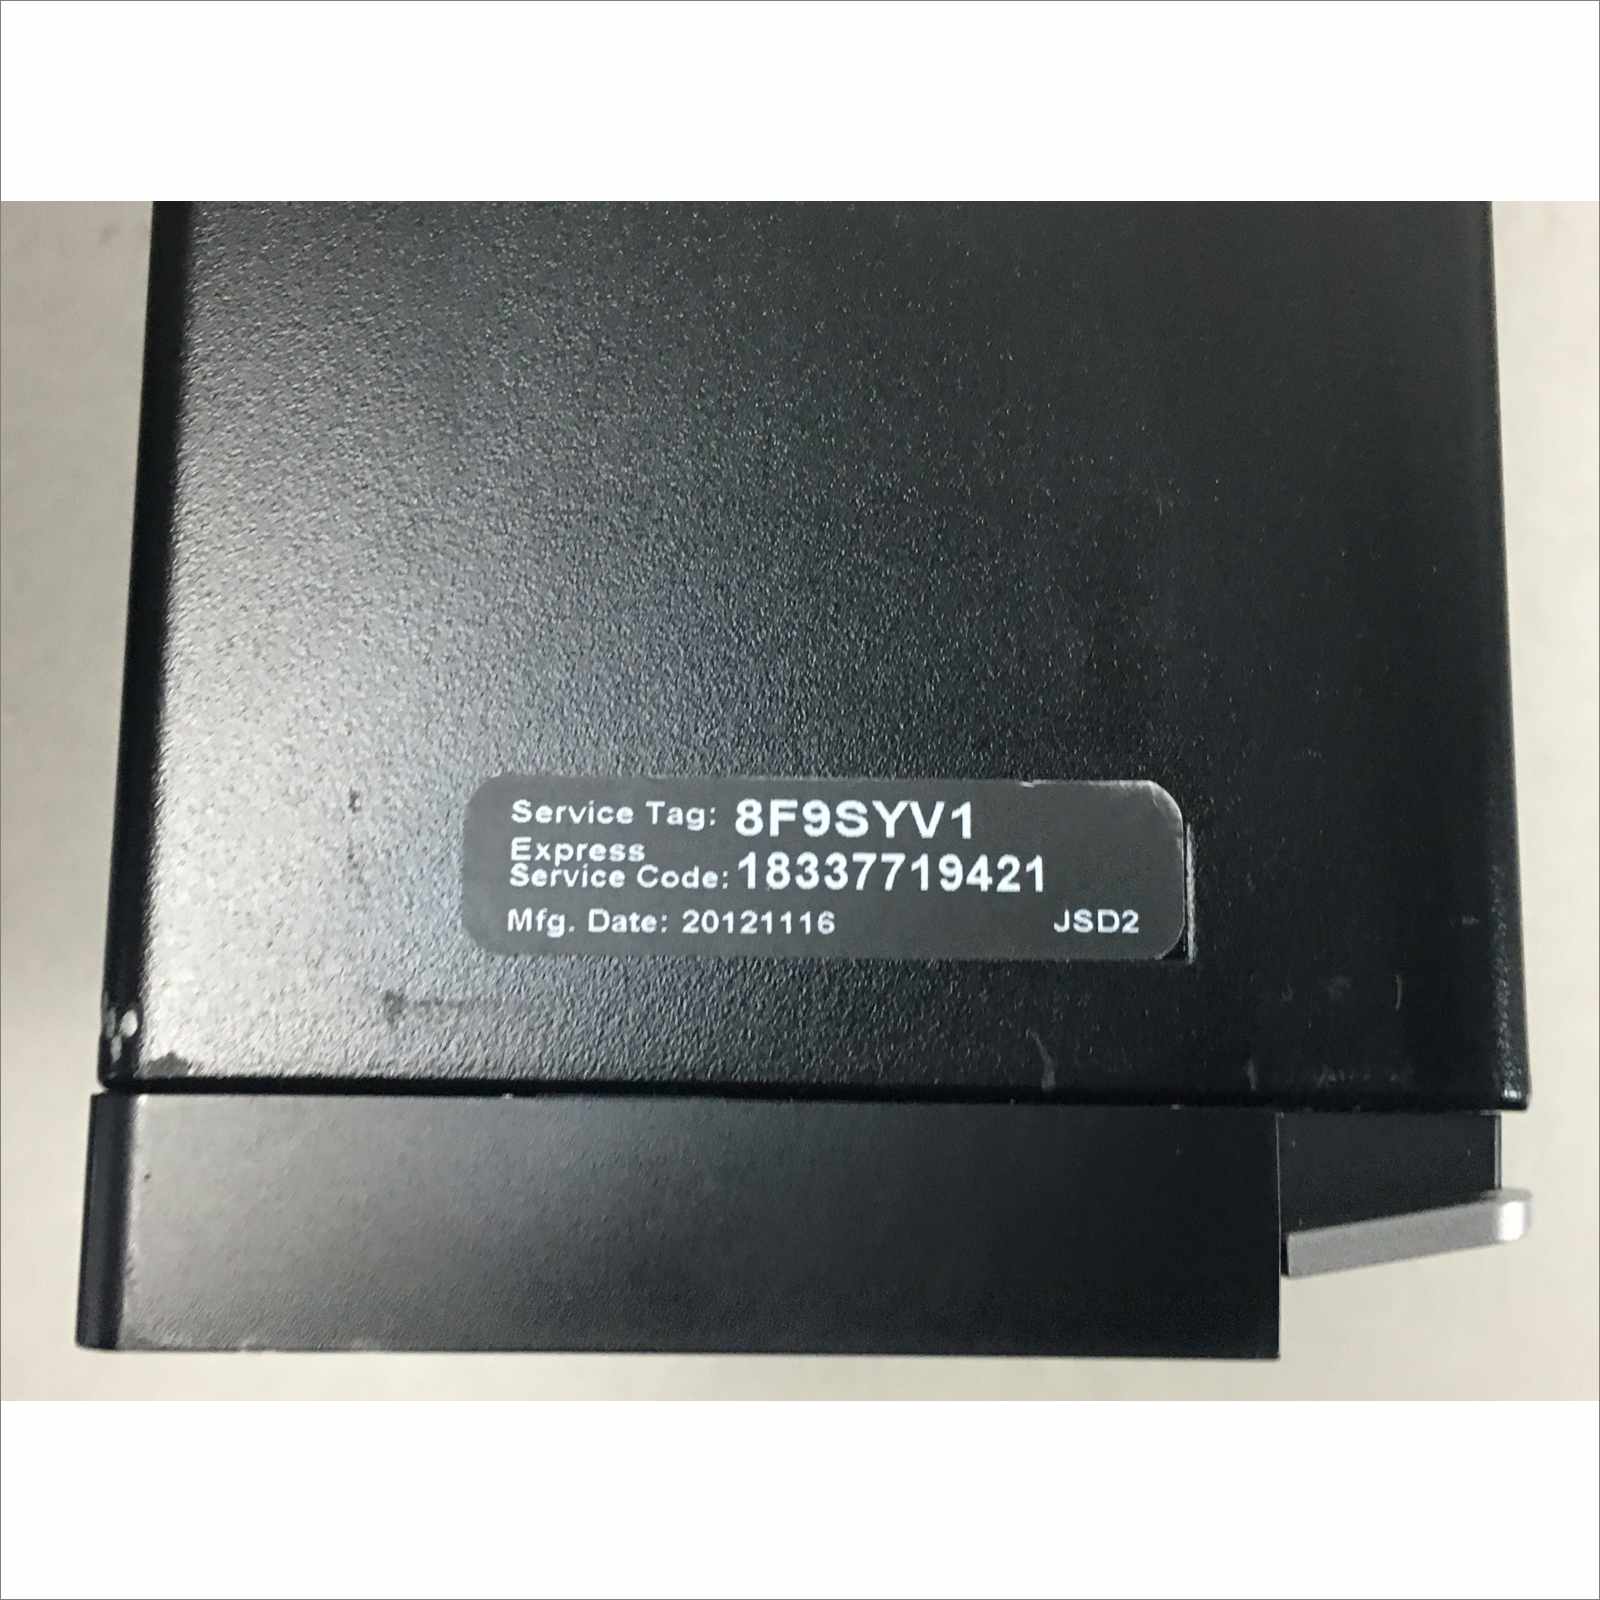 Service Tag: 8F9SYV1
Express
Service Code: 18337719421
Mfg. Date: 20121116 JSD2